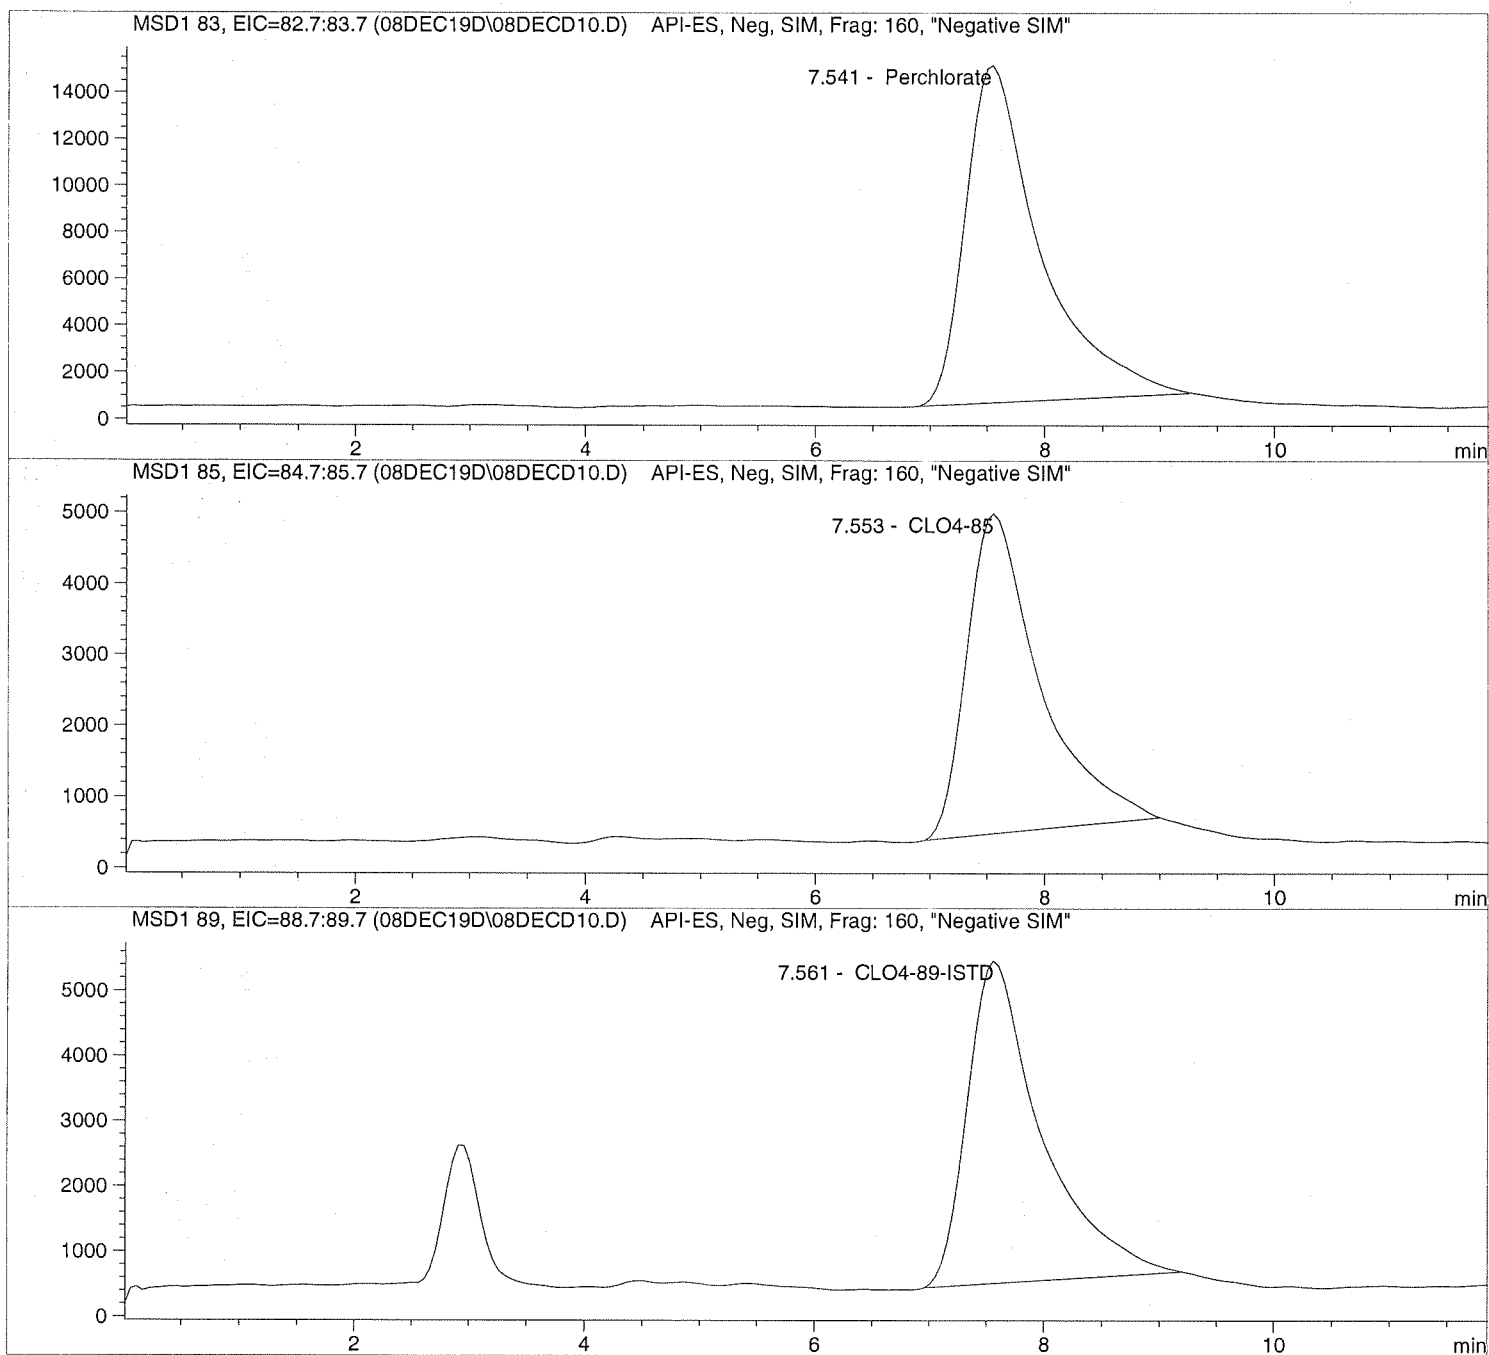 MSD1 83, EIC=82.7:83.7 (08DEC19D\08DECD10.D) API-ES, Neg, SIM, Frag: 160, "Negative SIM"
7.541 - Perchlorate
14000
12000
10000
8000
6000
4000
2000
0
2 4 6 8 10 min
MSD1 85, EIC=84.7:85.7 (08DEC19D\08DECD10.D) API-ES, Neg, SIM, Frag: 160, "Negative SIM"
5000
7.553 - CLO4-85
4000
3000
2000
1000
0
2 4 6 8 10 min
MSD1 89, EIC=88.7:89.7 (08DEC19D\08DECD10.D) API-ES, Neg, SIM, Frag: 160, "Negative SIM"
7.561 - CLO4-89-ISTD
5000
4000
3000
2000
1000
0
2 4 6 8 10 min